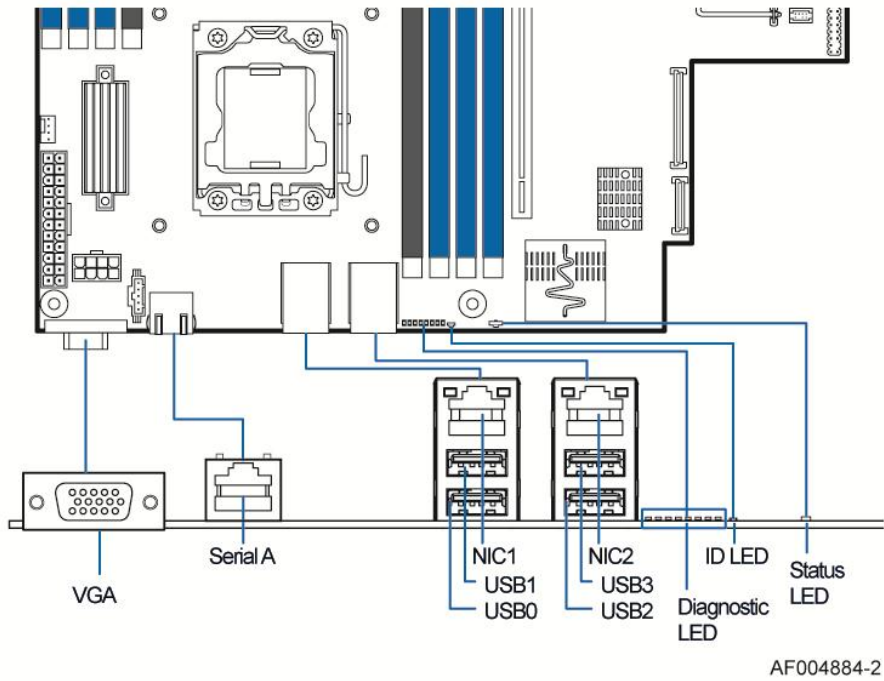 Serial A
NIC1
NIC2
ID LED
VGA
USB1
USB3
Status
LED
USB0
USB2
Diagnostic
LED
AF004884-2